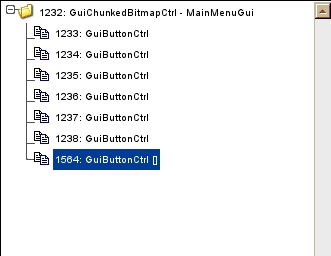 1232: GuiChunkedBitmapCtrl - MainMenuGui
1233: GuiButtonCtrl
1234: GuiButtonCtrl
1235: GuiButtonCtrl
1236: GuiButtonCtrl
1237: GuiButtonCtrl
1238: GuiButtonCtrl
1564: GuiButtonCtrl []